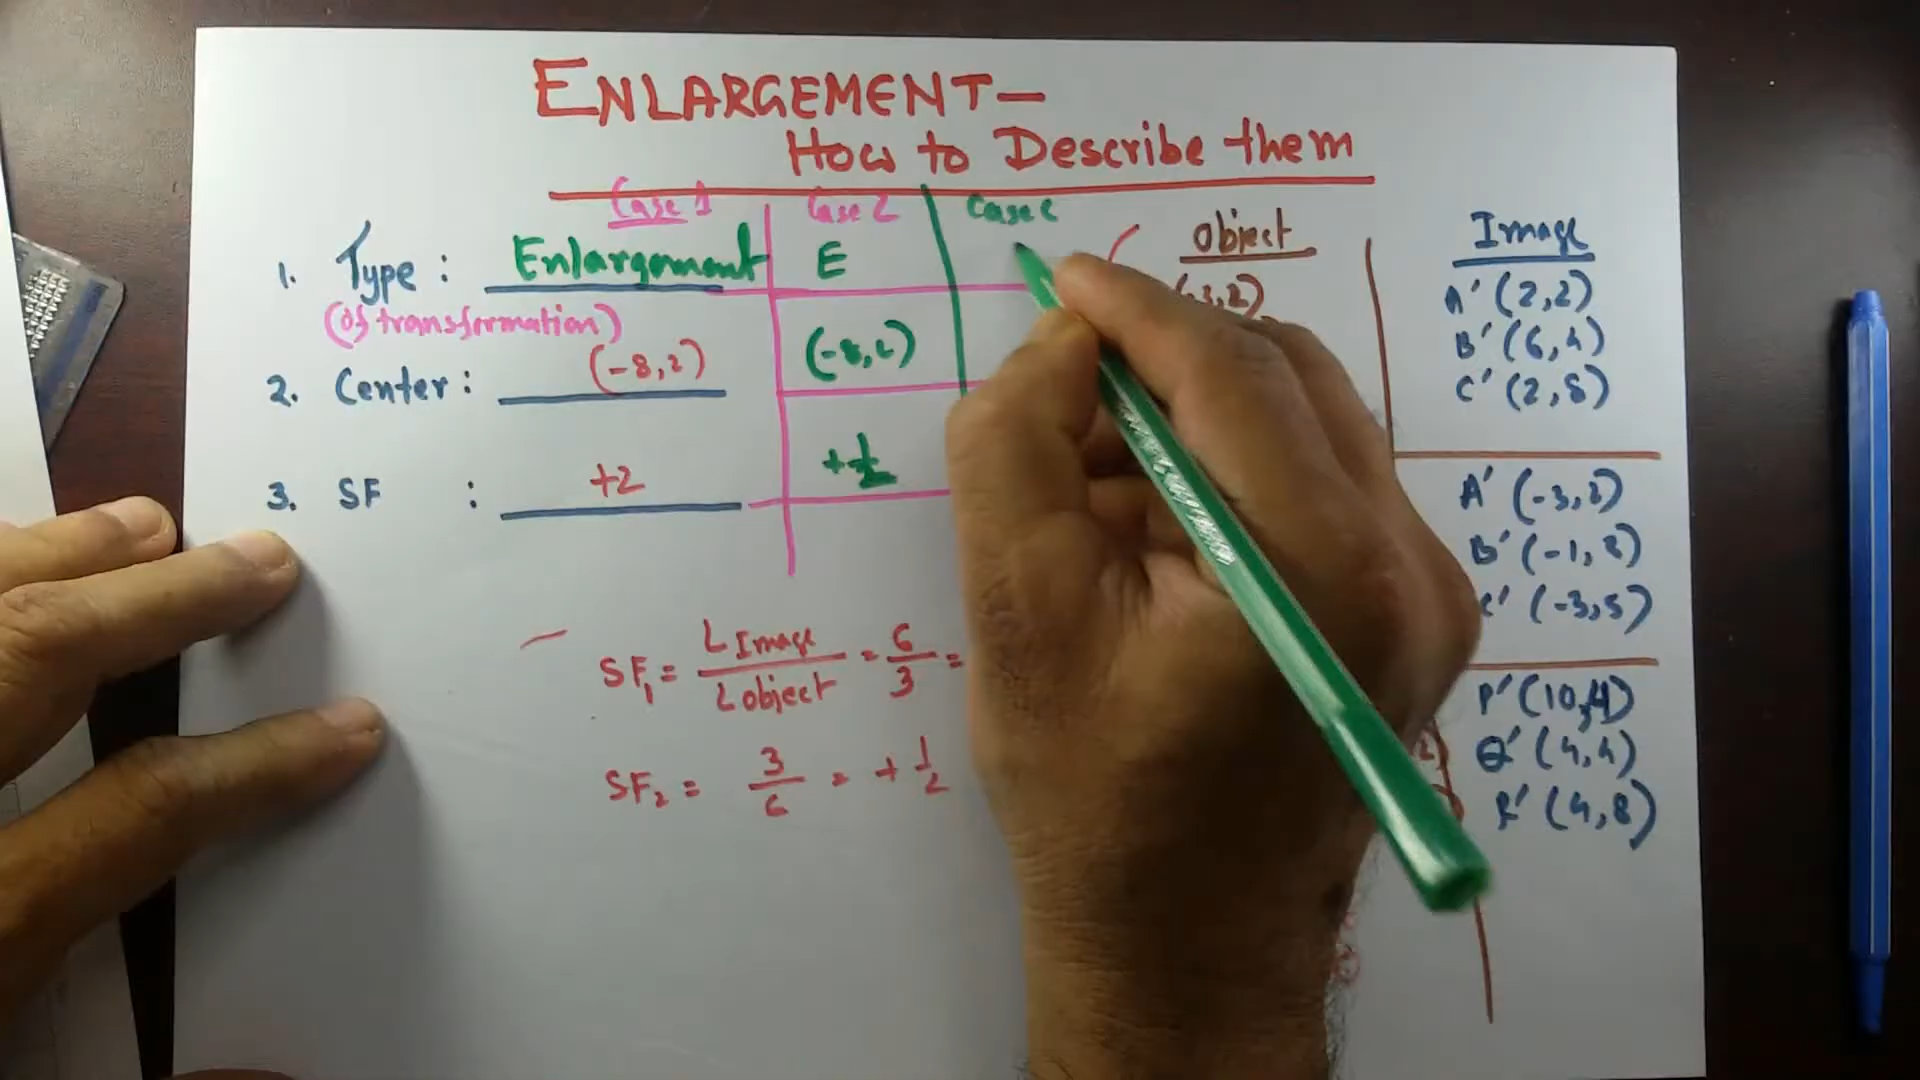 ENLARGEMENT—
How to Describe them
Case 1 Case 2 Case c
1. Type: Enlargement E
(Of transformation)
2. Center: (-8,2) (-8,2)
3. SF : +2 +1/2
SF₁ = L Image / L object = 6/3 =
SF₂ = 3/6 = + 1/2
Object
Image
A' (2,2)
B' (6,4)
C' (2,8)
A' (-3,2)
B' (-1,8)
C' (-3,5)
P' (10,4)
Q' (4,4)
R' (4,8)